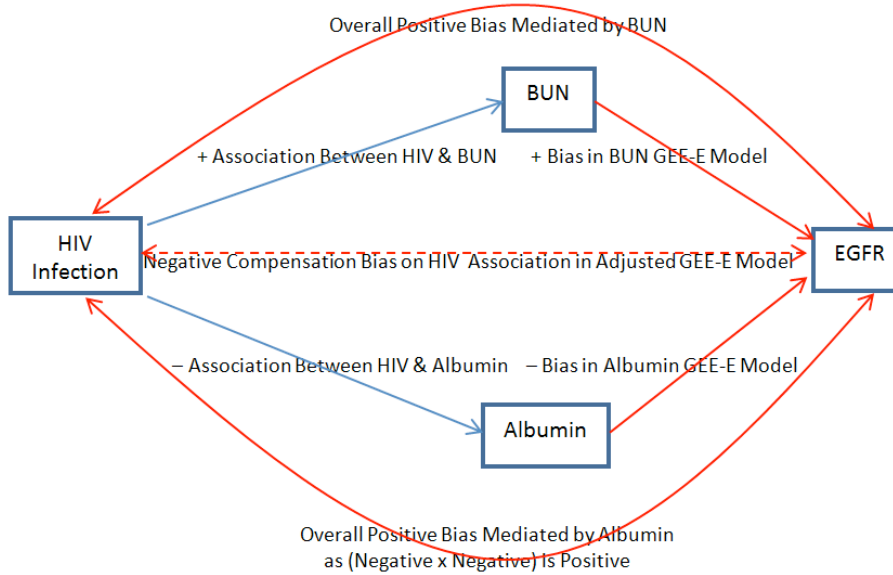 Overall Positive Bias Mediated by BUN
BUN
+ Association Between HIV & BUN
+ Bias in BUN GEE-E Model
HIV
Infection
Negative Compensation Bias on HIV Association in Adjusted GEE-E Model
EGFR
– Association Between HIV & Albumin
– Bias in Albumin GEE-E Model
Albumin
Overall Positive Bias Mediated by Albumin
as (Negative x Negative) Is Positive